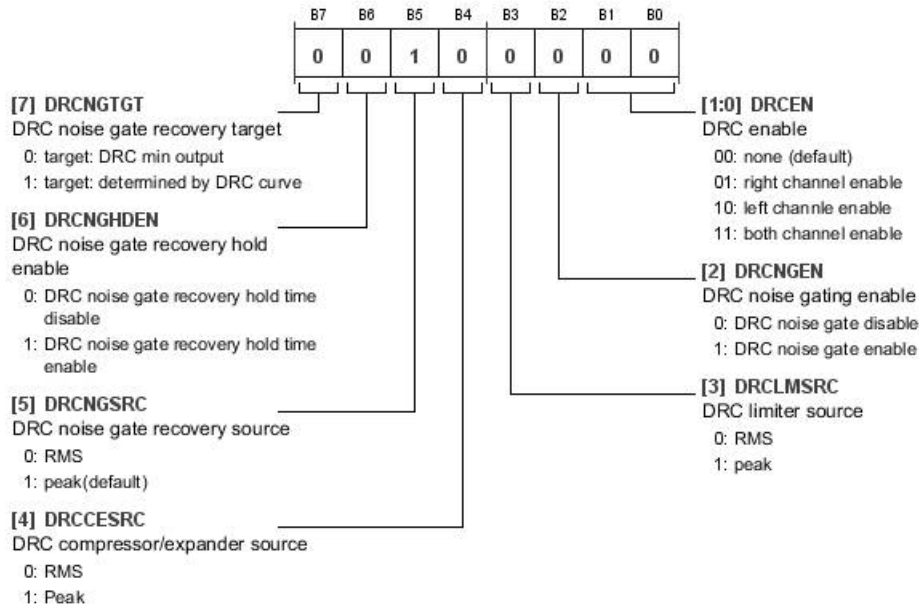 B7 B6 B5 B4 B3 B2 B1 B0
0 0 1 0 0 0 0 0
[7] DRCNGTGT
DRC noise gate recovery target
0: target: DRC min output
1: target: determined by DRC curve
[6] DRCNGHDEN
DRC noise gate recovery hold
enable
0: DRC noise gate recovery hold time
disable
1: DRC noise gate recovery hold time
enable
[5] DRCNGSRC
DRC noise gate recovery source
0: RMS
1: peak(default)
[4] DRCCESRC
DRC compressor/expander source
0: RMS
1: Peak
[1:0] DRCEN
DRC enable
00: none (default)
01: right channel enable
10: left channle enable
11: both channel enable
[2] DRCNGEN
DRC noise gating enable
0: DRC noise gate disable
1: DRC noise gate enable
[3] DRCLMSRC
DRC limiter source
0: RMS
1: peak